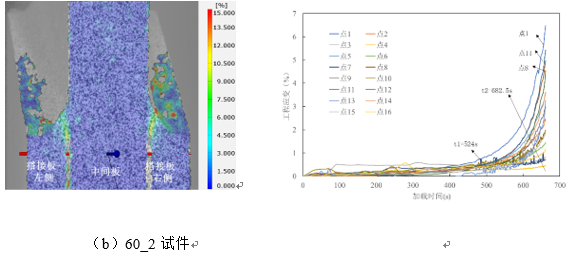 [%]
15.000
13.500
12.000
10.500
9.000
7.500
6.000
4.500
3.000
1.500
0.000
搭接板
左侧
中间板
搭接板
右侧
工程应变（%）
7
6
5
4
3
2
1
0
点1 点2
点3 点4
点5 点6
点7 点8
点9 点10
点11 点12
点13 点14
点15 点16
点1
点11
点8
t2 682.5s
t1-524s
0 100 200 300 400 500 600 700
加载时间(s)
（b）60_2 试件